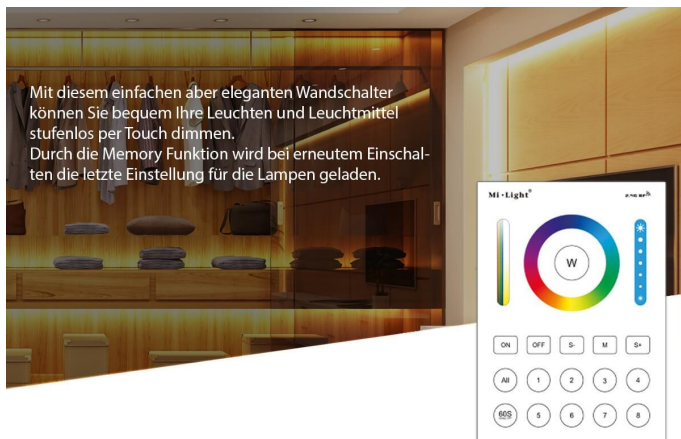 Mit diesem einfachen aber eleganten Wandschalter
können Sie bequem Ihre Leuchten und Leuchtmittel
stufenlos per Touch dimmen.
Durch die Memory Funktion wird bei erneutem Einschal-
ten die letzte Einstellung für die Lampen geladen.
Mi·Light®
W
ON OFF S- M S+
All 1 2 3 4
60S 5 6 7 8